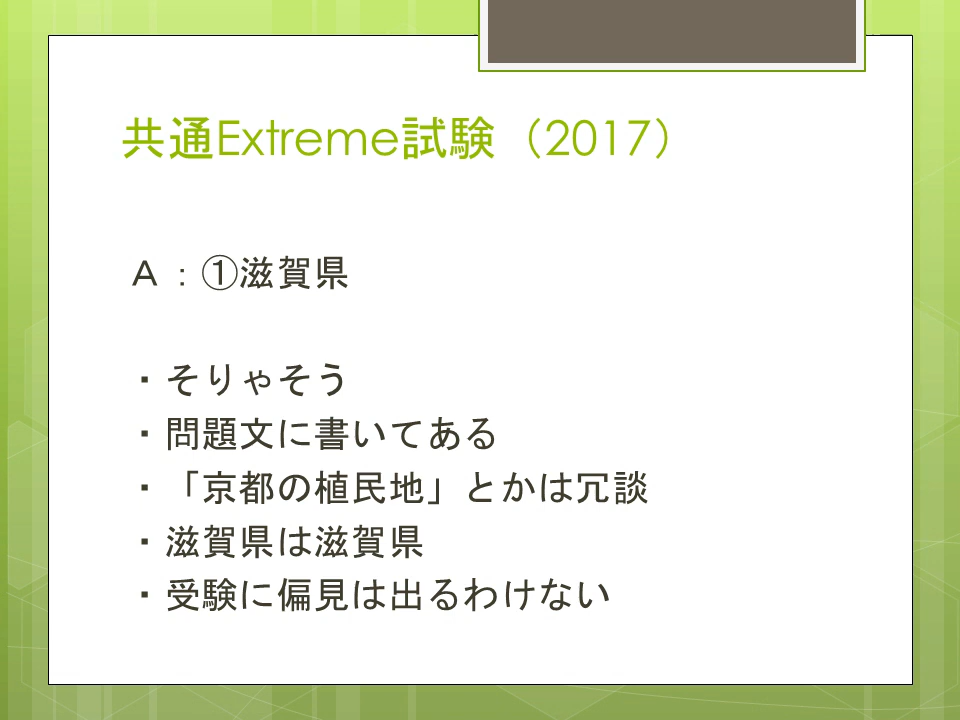 共通Extreme試験（2017）
Ａ：①滋賀県
・そりゃそう
・問題文に書いてある
・「京都の植民地」とかは冗談
・滋賀県は滋賀県
・受験に偏見は出るわけない